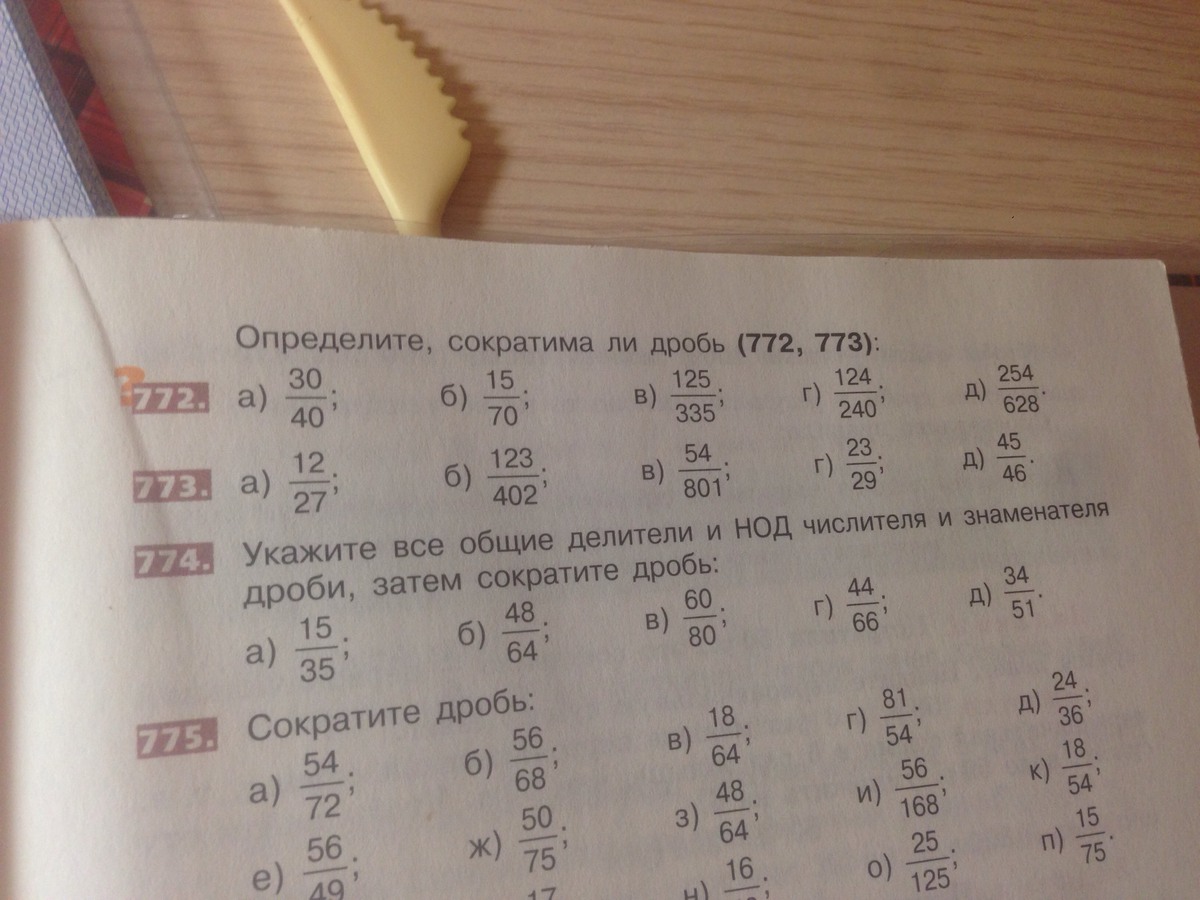 Определите, сократима ли дробь (772, 773):
772. а) 30/40; б) 15/70; в) 125/335; г) 124/240; д) 254/628.
773. а) 12/27; б) 123/402; в) 54/801; г) 23/29; д) 45/46.
774. Укажите все общие делители и НОД числителя и знаменателя
дроби, затем сократите дробь:
а) 15/35; б) 48/64; в) 60/80; г) 44/66; д) 34/51.
775. Сократите дробь:
а) 54/72; б) 56/68; в) 18/64; г) 81/54; д) 24/36;
е) 56/49; ж) 50/75; з) 48/64; и) 56/168; к) 18/54;
17 н) 16/ ; о) 25/125; п) 15/75.